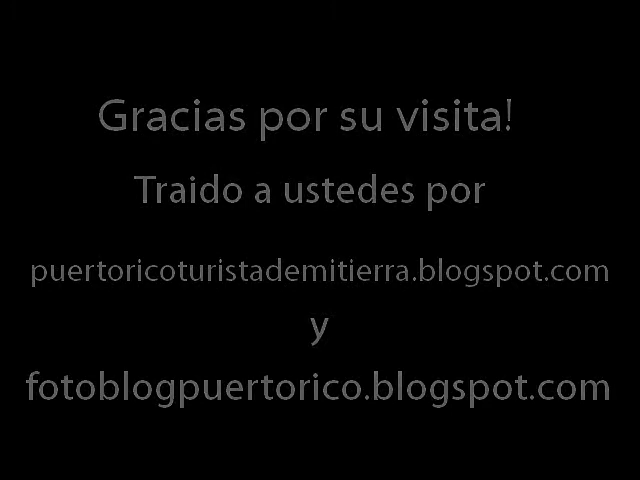 Gracias por su visita!
Traido a ustedes por
puertoricoturistademitierra.blogspot.com
y
fotoblogpuertorico.blogspot.com